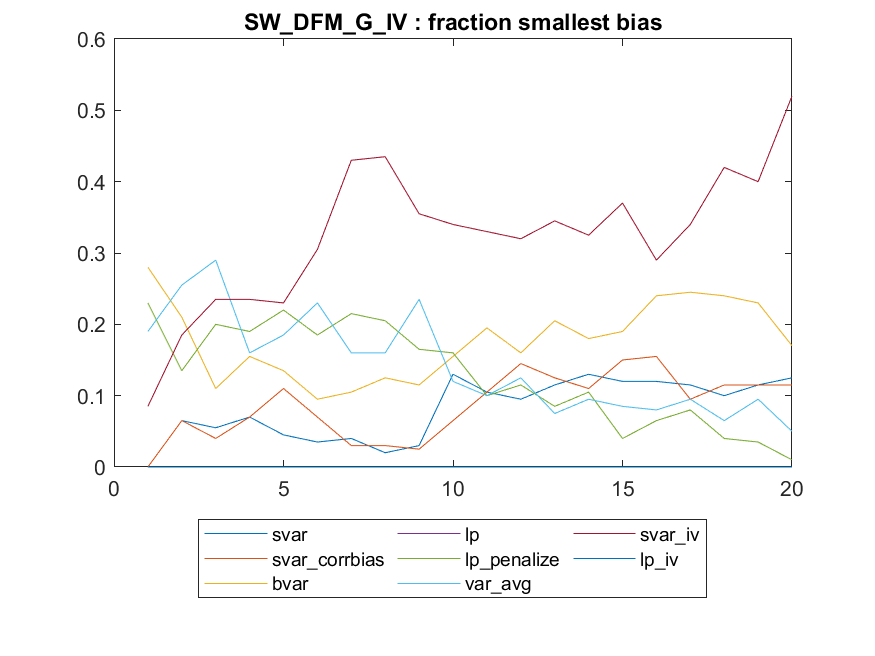 SW_DFM_G_IV : fraction smallest bias
0.6
0.5
0.4
0.3
0.2
0.1
0
0 5 10 15 20
svar lp svar_iv
svar_corrbias lp_penalize lp_iv
bvar var_avg